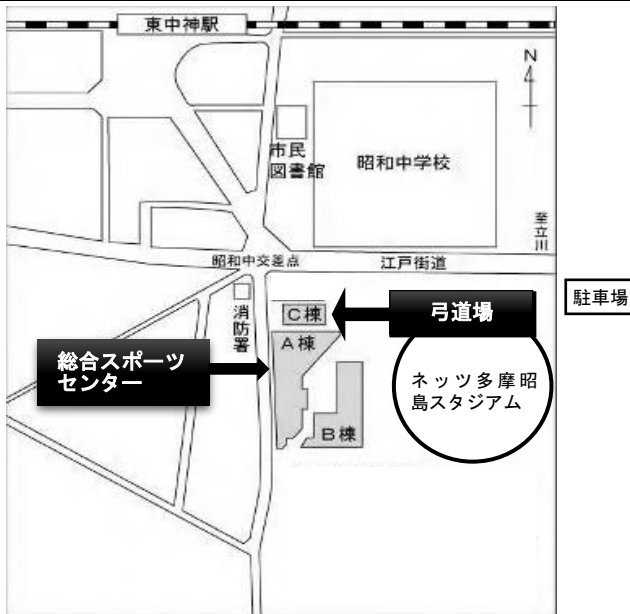 東中神駅
N
市民
図書館
昭和中学校
至立川
昭和中交差点
江戸街道
消防署
C棟
弓道場
駐車場
A棟
総合スポーツ
センター
ネッツ多摩昭
島スタジアム
B棟